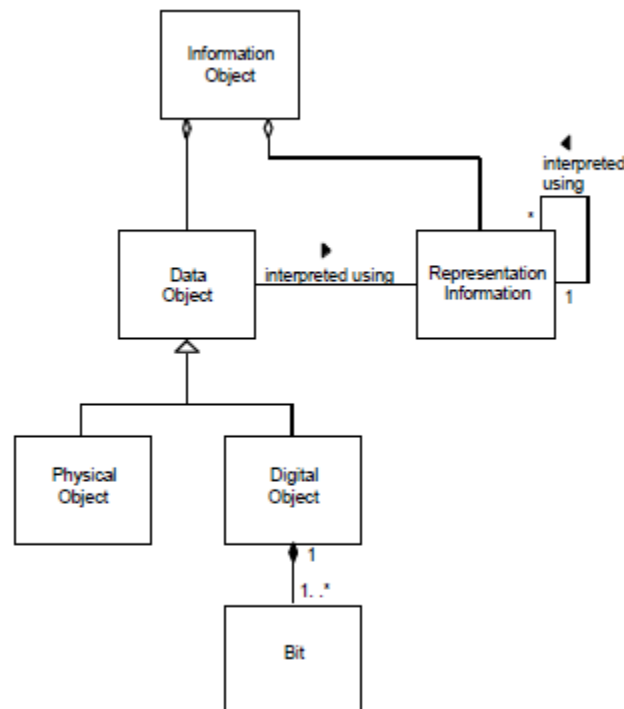 Information
Object
interpreted
using
*
Data
Object
interpreted using
Representation
Information
1
Physical
Object
Digital
Object
1
1. .*
Bit